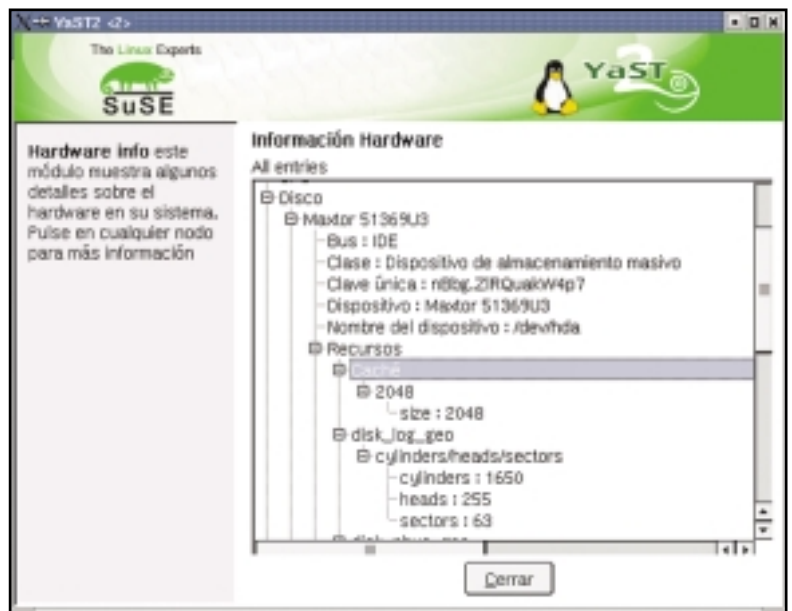 YaST2 <2>
The Linux Experts
SuSE
YaST
2
Hardware info este
módulo muestra algunos
detalles sobre el
hardware en su sistema.
Pulse en cualquier nodo
para más información
Información Hardware
All entries
Disco
Maxtor 51369U3
Bus : IDE
Clase : Dispositivo de almacenamiento masivo
Clave única :
Dispositivo : Maxtor 51369U3
Nombre del dispositivo : /dev/hda
Recursos
Caché
2048
size : 2048
disk_log_geo
cylinders/heads/sectors
cylinders : 1650
heads : 255
sectors : 63
Cerrar